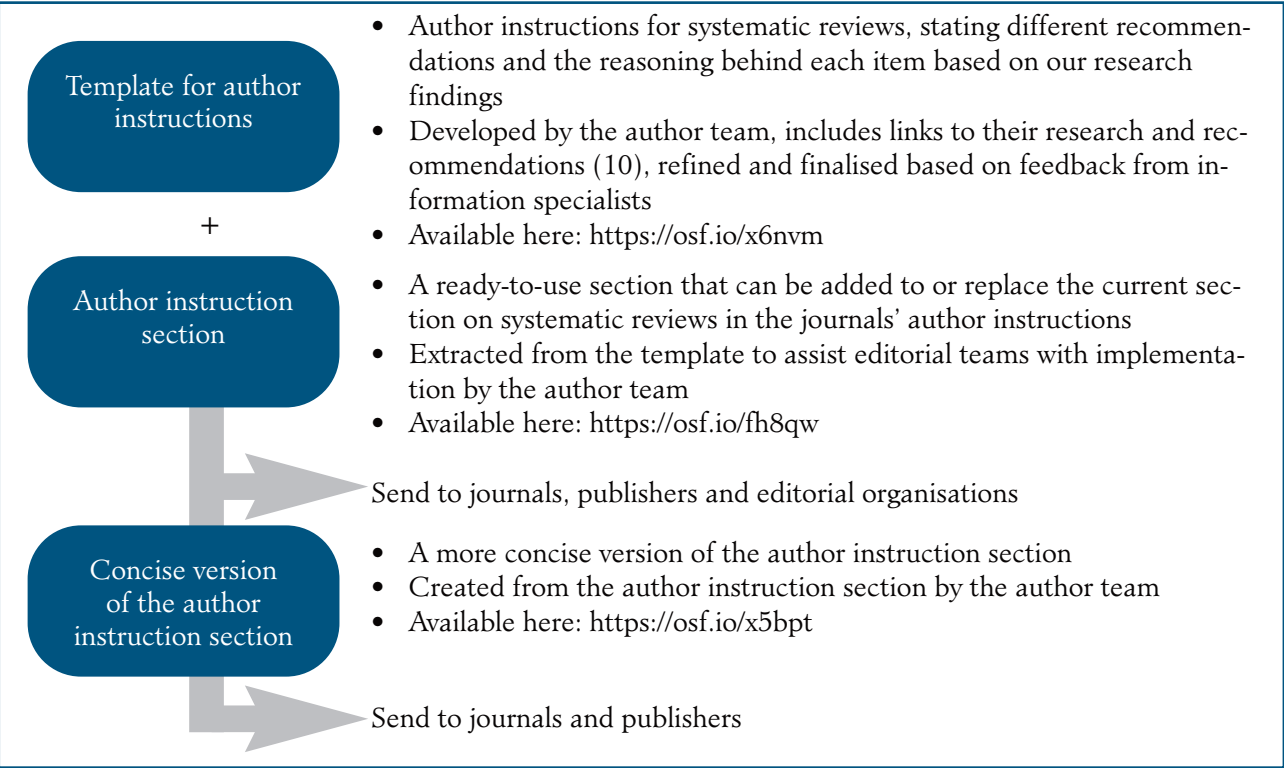 Template for author
instructions
• Author instructions for systematic reviews, stating different recommen-
dations and the reasoning behind each item based on our research
findings
• Developed by the author team, includes links to their research and rec-
ommendations (10), refined and finalised based on feedback from in-
formation specialists
• Available here: https://osf.io/x6nvm
+
Author instruction
section
• A ready-to-use section that can be added to or replace the current sec-
tion on systematic reviews in the journals’ author instructions
• Extracted from the template to assist editorial teams with implementa-
tion by the author team
• Available here: https://osf.io/fh8qw
Send to journals, publishers and editorial organisations
Concise version
of the author
instruction section
• A more concise version of the author instruction section
• Created from the author instruction section by the author team
• Available here: https://osf.io/x5bpt
Send to journals and publishers